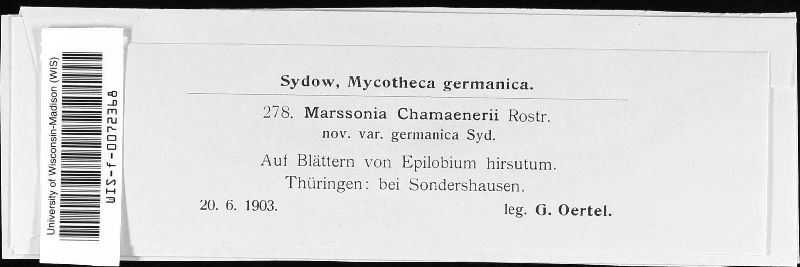 Sydow, Mycotheca germanica.
278. Marssonia Chamaenerii Rostr.
nov. var. germanica Syd.
Auf Blättern von Epilobium hirsutum.
Thüringen: bei Sondershausen.
20. 6. 1903. leg. G. Oertel.
University of Wisconsin-Madison (WIS)
WIS-f-0072368